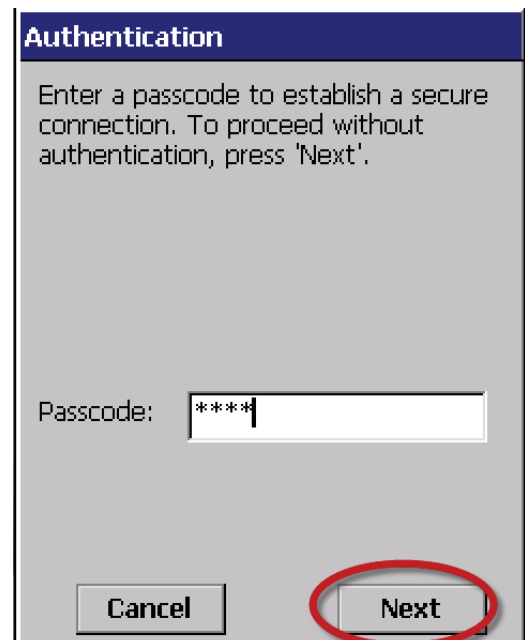 Authentication
Enter a passcode to establish a secure
connection. To proceed without
authentication, press 'Next'.
Passcode: ****
Cancel Next